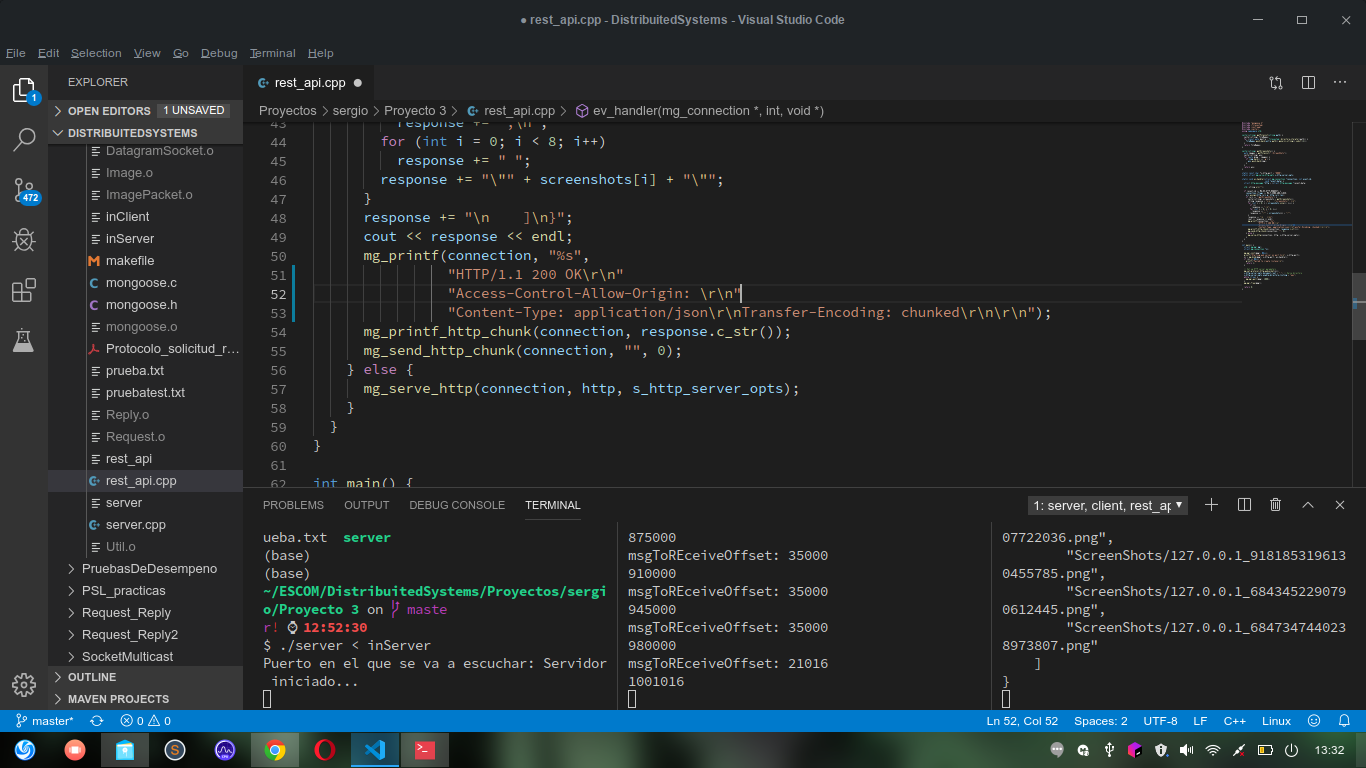 ● rest_api.cpp - DistribuitedSystems - Visual Studio Code
File Edit Selection View Go Debug Terminal Help
EXPLORER
rest_api.cpp ●
OPEN EDITORS 1 UNSAVED
DISTRIBUITEDSYSTEMS
DatagramSocket.o
Image.o
ImagePacket.o
inClient
inServer
makefile
mongoose.c
mongoose.h
mongoose.o
Protocolo_solicitud_r...
prueba.txt
pruebatest.txt
Reply.o
Request.o
rest_api
rest_api.cpp
server
server.cpp
Util.o
PruebasDeDesempeno
PSL_practicas
Request_Reply
Request_Reply2
SocketMulticast
OUTLINE
MAVEN PROJECTS
1
472
Proyectos > sergio > Proyecto 3 > rest_api.cpp > ev_handler(mg_connection *, int, void *)
43 response += ",\n";
44 for (int i = 0; i < 8; i++)
45 response += " ";
46 response += "\"" + screenshots[i] + "\"";
47 }
48 response += "\n    ]\n}";
49 cout << response << endl;
50 mg_printf(connection, "%s",
51 "HTTP/1.1 200 OK\r\n"
52 "Access-Control-Allow-Origin: \r\n"
53 "Content-Type: application/json\r\nTransfer-Encoding: chunked\r\n\r\n");
54 mg_printf_http_chunk(connection, response.c_str());
55 mg_send_http_chunk(connection, "", 0);
56 } else {
57 mg_serve_http(connection, http, s_http_server_opts);
58 }
59 }
60 }
61
62 int main() {
PROBLEMS OUTPUT DEBUG CONSOLE TERMINAL
1: server, client, rest_ap
ueba.txt server
(base)
(base)
~/ESCOM/DistribuitedSystems/Proyectos/sergi
o/Proyecto 3 on maste
r! 12:52:30
$ ./server < inServer
Puerto en el que se va a escuchar: Servidor
iniciado...
875000
msgToREceiveOffset: 35000
910000
msgToREceiveOffset: 35000
945000
msgToREceiveOffset: 35000
980000
msgToREceiveOffset: 21016
1001016
07722036.png",
"ScreenShots/127.0.0.1_918185319613
0455785.png",
"ScreenShots/127.0.0.1_684345229079
0612445.png",
"ScreenShots/127.0.0.1_684734744023
8973807.png"
]
}
master* 0 0 Ln 52, Col 52 Spaces: 2 UTF-8 LF C++ Linux
13:32